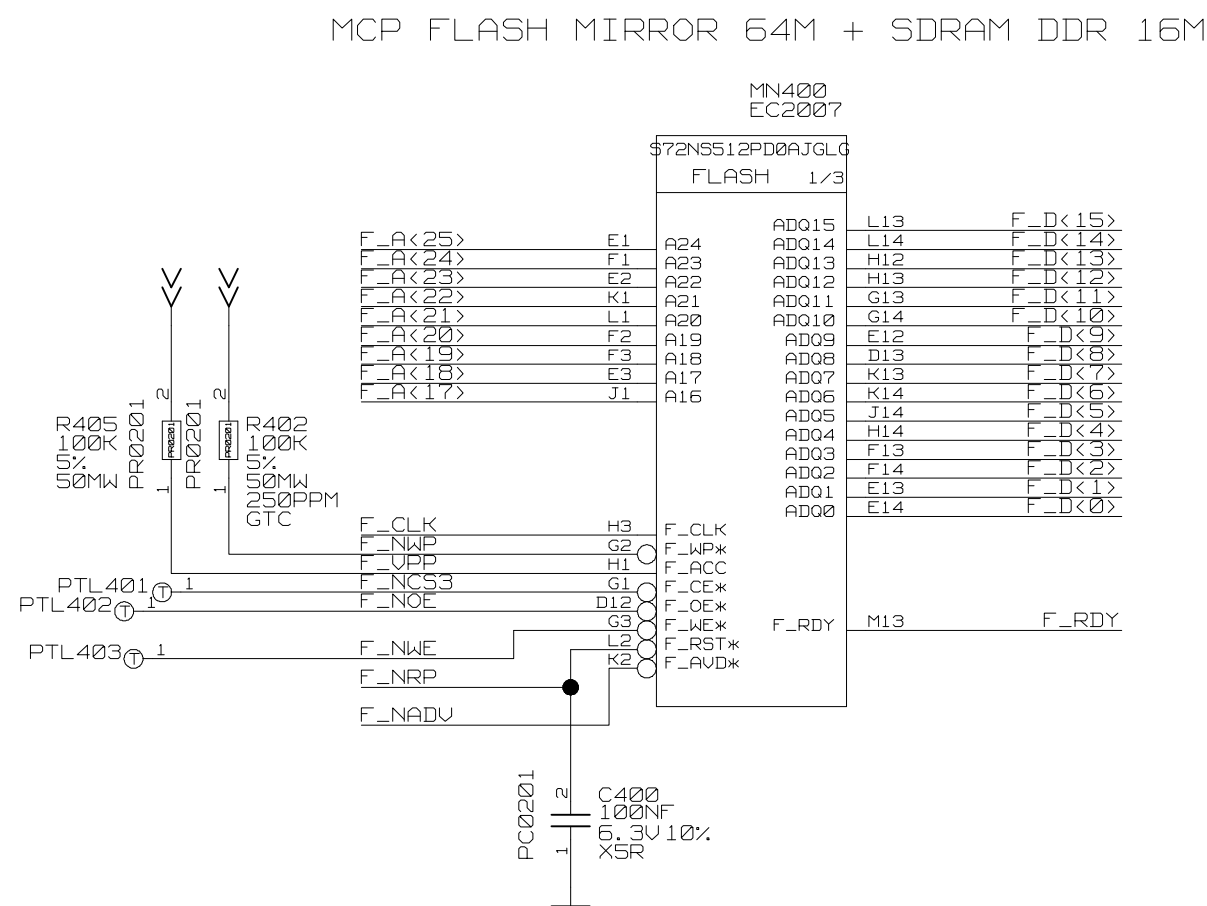 MCP FLASH MIRROR 64M + SDRAM DDR 16M
MN400
EC2007
S72NS512PD0AJGLG
FLASH 1/3
F_A<25> E1 A24
F_A<24> F1 A23
F_A<23> E2 A22
F_A<22> K1 A21
F_A<21> L1 A20
F_A<20> F2 A19
F_A<19> F3 A18
F_A<18> E3 A17
F_A<17> J1 A16
ADQ15 L13 F_D<15>
ADQ14 L14 F_D<14>
ADQ13 H12 F_D<13>
ADQ12 H13 F_D<12>
ADQ11 G13 F_D<11>
ADQ10 G14 F_D<10>
ADQ9 E12 F_D<9>
ADQ8 D13 F_D<8>
ADQ7 K13 F_D<7>
ADQ6 K14 F_D<6>
ADQ5 J14 F_D<5>
ADQ4 H14 F_D<4>
ADQ3 F13 F_D<3>
ADQ2 F14 F_D<2>
ADQ1 E13 F_D<1>
ADQ0 E14 F_D<0>
R405
100K
5%
50MW
PR0201
2
PR0201
1
PR0201
2
PR0201
1
R402
100K
5%
50MW
250PPM
GTC
F_CLK H3 F_CLK
F_NWP G2 F_WP*
F_VPP H1 F_ACC
PTL401 T 1 F_NCS3 G1 F_CE*
PTL402 T 1 F_NOE D12 F_OE*
G3 F_WE*
PTL403 T 1 F_NWE
L2 F_RST*
F_NRP
K2 F_AVD*
F_NADV
F_RDY M13 F_RDY
PC0201
2
1
C400
100NF
6.3V 10%
X5R